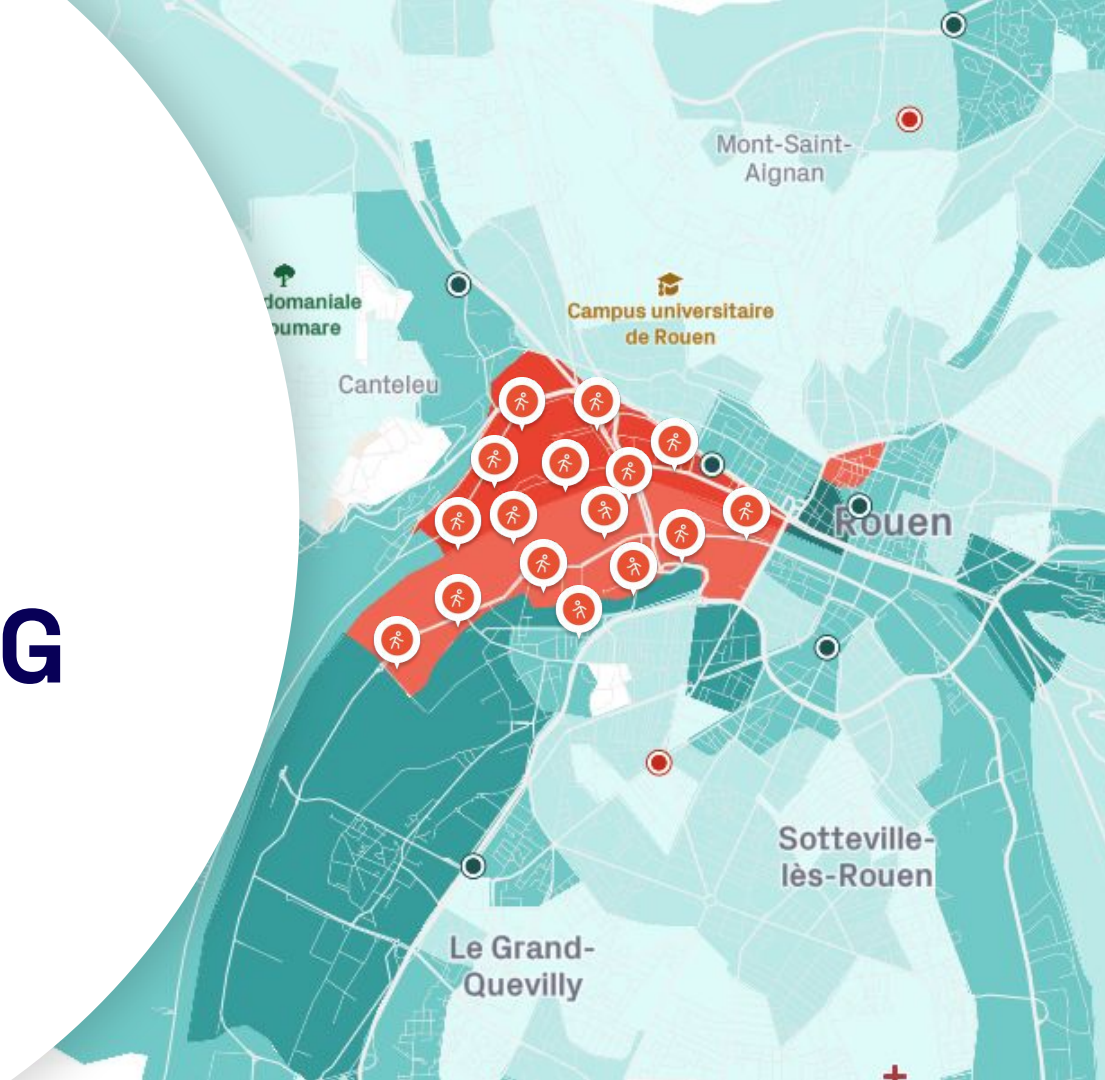 Mont-Saint-
Aignan
domaniale
oumare
Campus universitaire
de Rouen
Canteleu
Rouen
G
Sotteville-
lès-Rouen
Le Grand-
Quevilly